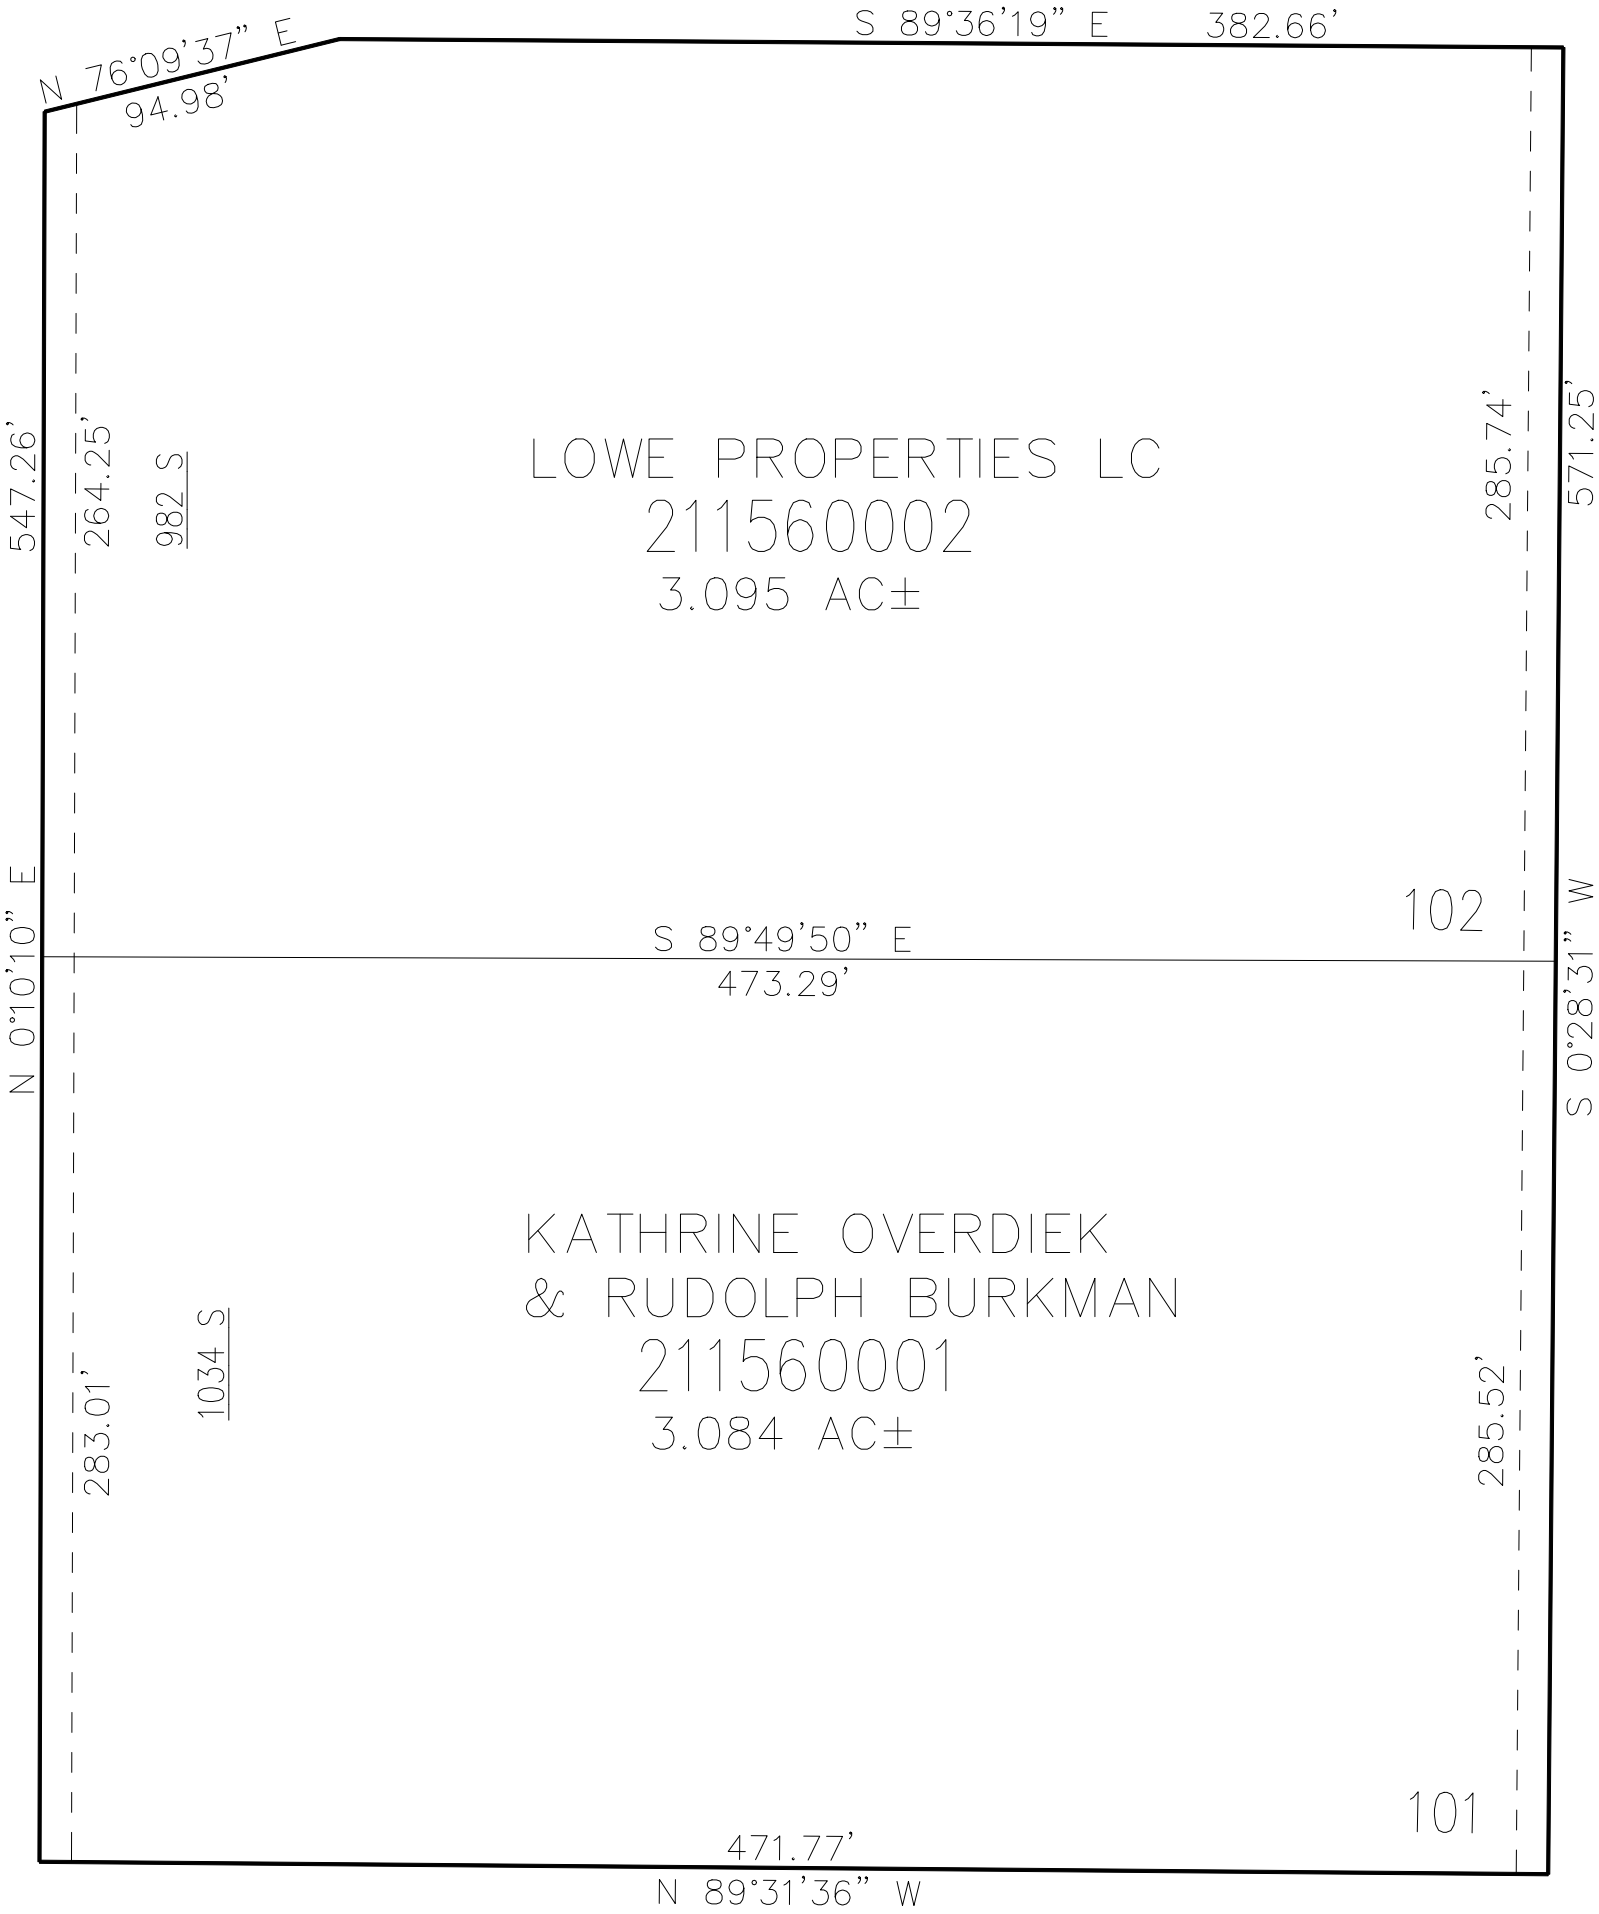 S 89°36'19" E 382.66'
N 76°09'37" E
94.98'
547.26'
264.25'
982 S
LOWE PROPERTIES LC
211560002
3.095 AC±
285.74'
571.25'
102
N 0°10'10" E
S 89°49'50" E
473.29'
S 0°28'31" W
KATHRINE OVERDIEK
& RUDOLPH BURKMAN
211560001
3.084 AC±
1034 S
283.01'
285.52'
101
471.77'
N 89°31'36" W